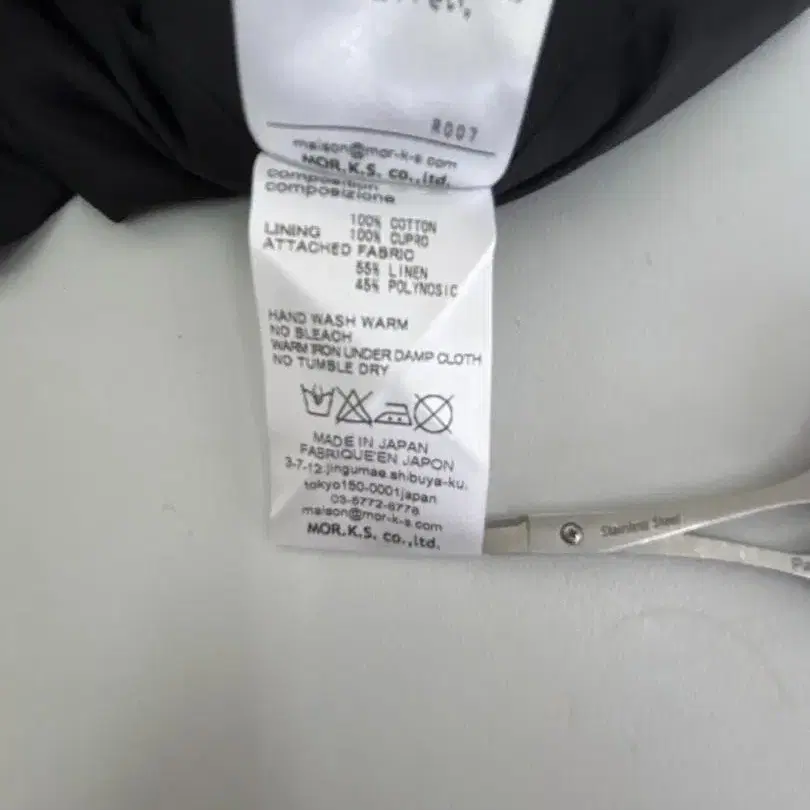 R007
maison@mor-k-s com
MOR.K.S. co.,ltd.
composition
composizione
100% COTTON
LINING 100% CUPRO
ATTACHED FABRIC
55% LINEN
45% POLYNOSIC
HAND WASH WARM
NO BLEACH
WARM IRON UNDER DAMP CLOTH
NO TUMBLE DRY
MADE IN JAPAN
FABRIQUE'EN JAPON
3-7-12.jingumae.shibuya-ku.
tokyo150-0001japan
03-5772-6778
maison@mor-k-s com
MOR.K.S. co.,ltd.
Stainless Steel